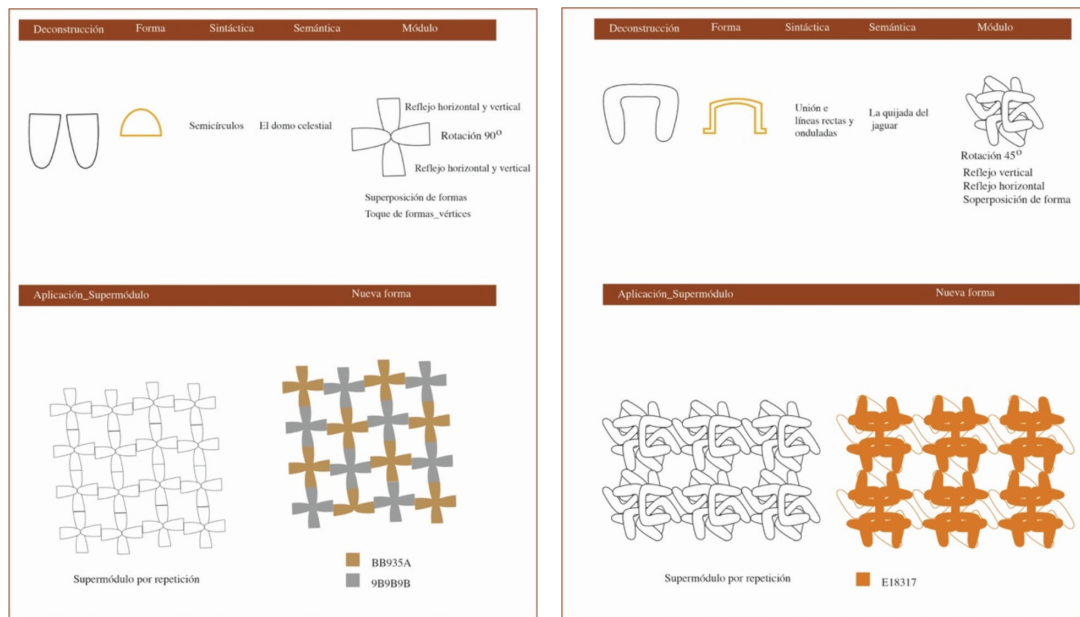 Deconstrucción Forma Sintáctica Semántica Módulo
Reflejo horizontal y vertical
Semicírculos El domo celestial Rotación 90º
Reflejo horizontal y vertical
Superposición de formas
Toque de formas_vértices
Aplicación_Supermódulo Nueva forma
BB935A
Supermódulo por repetición 9B9B9B
Deconstrucción Forma Sintáctica Semántica Módulo
Unión e
líneas rectas y
onduladas
La quijada del
jaguar
Rotación 45º
Reflejo vertical
Reflejo horizontal
Soperposición de forma
Aplicación_Supermódulo Nueva forma
Supermódulo por repetición E18317